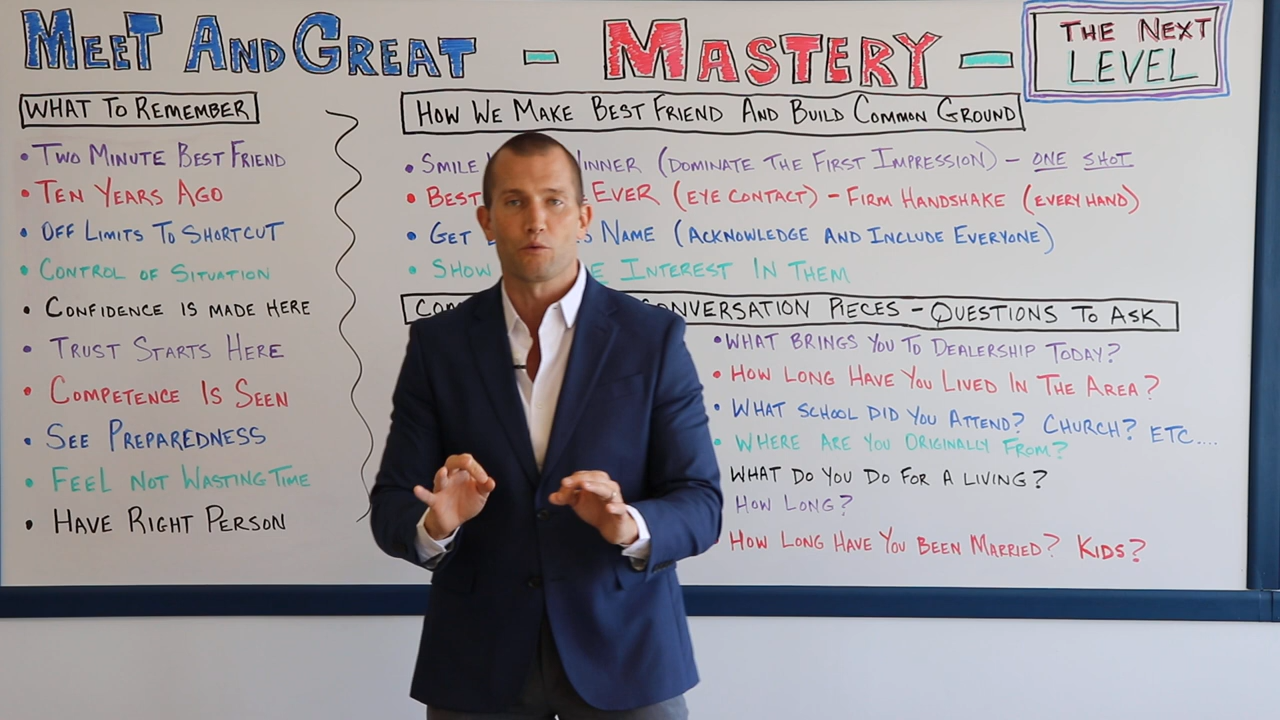 MEET AND GREAT - MASTERY - THE NEXT LEVEL
WHAT TO REMEMBER
• TWO MINUTE BEST FRIEND
• TEN YEARS AGO
• OFF LIMITS TO SHORTCUT
• CONTROL OF SITUATION
• CONFIDENCE IS MADE HERE
• TRUST STARTS HERE
• COMPETENCE IS SEEN
• SEE PREPAREDNESS
• FEEL NOT WASTING TIME
• HAVE RIGHT PERSON
HOW WE MAKE BEST FRIEND AND BUILD COMMON GROUND
• SMILE (DOMINATE THE FIRST IMPRESSION) - ONE SHOT
• BEST EVER (EYE CONTACT) - FIRM HANDSHAKE (EVERY HAND)
• GET NAME (ACKNOWLEDGE AND INCLUDE EVERYONE)
• SHOW INTEREST IN THEM
CONVERSATION PIECES - QUESTIONS TO ASK
• WHAT BRINGS YOU TO DEALERSHIP TODAY?
• HOW LONG HAVE YOU LIVED IN THE AREA?
• WHAT SCHOOL DID YOU ATTEND? CHURCH? ETC....
• WHERE ARE YOU ORIGINALLY FROM?
WHAT DO YOU DO FOR A LIVING?
HOW LONG?
• HOW LONG HAVE YOU BEEN MARRIED? KIDS?